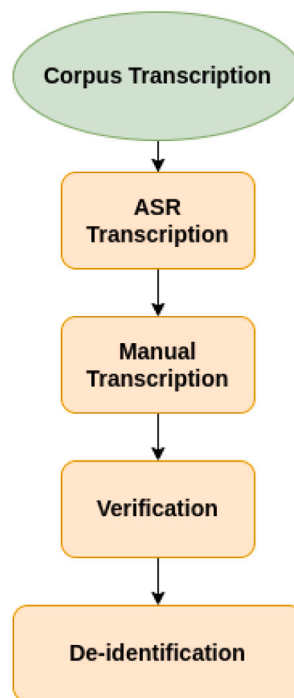 Corpus Transcription
ASR
Transcription
Manual
Transcription
Verification
De-identification